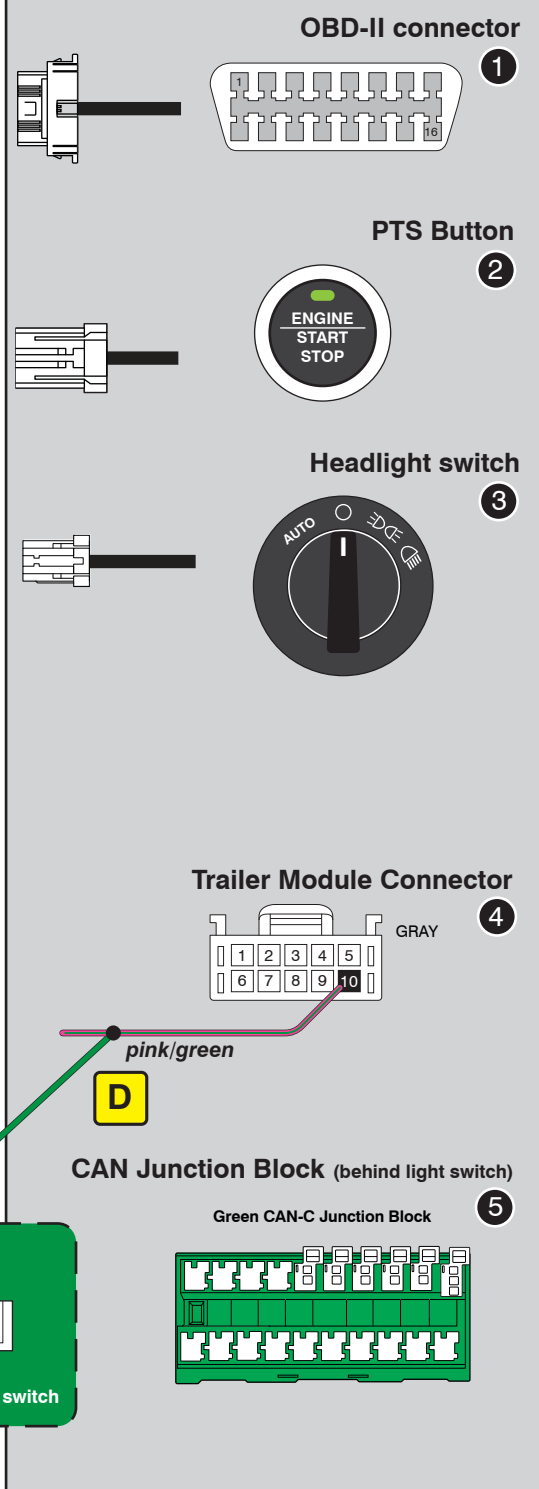 OBD-II connector
1
1
16
PTS Button
2
ENGINE
START
STOP
Headlight switch
3
AUTO
Trailer Module Connector
4
GRAY
1 2 3 4 5
6 7 8 9 10
pink/green
D
CAN Junction Block (behind light switch)
5
Green CAN-C Junction Block
switch